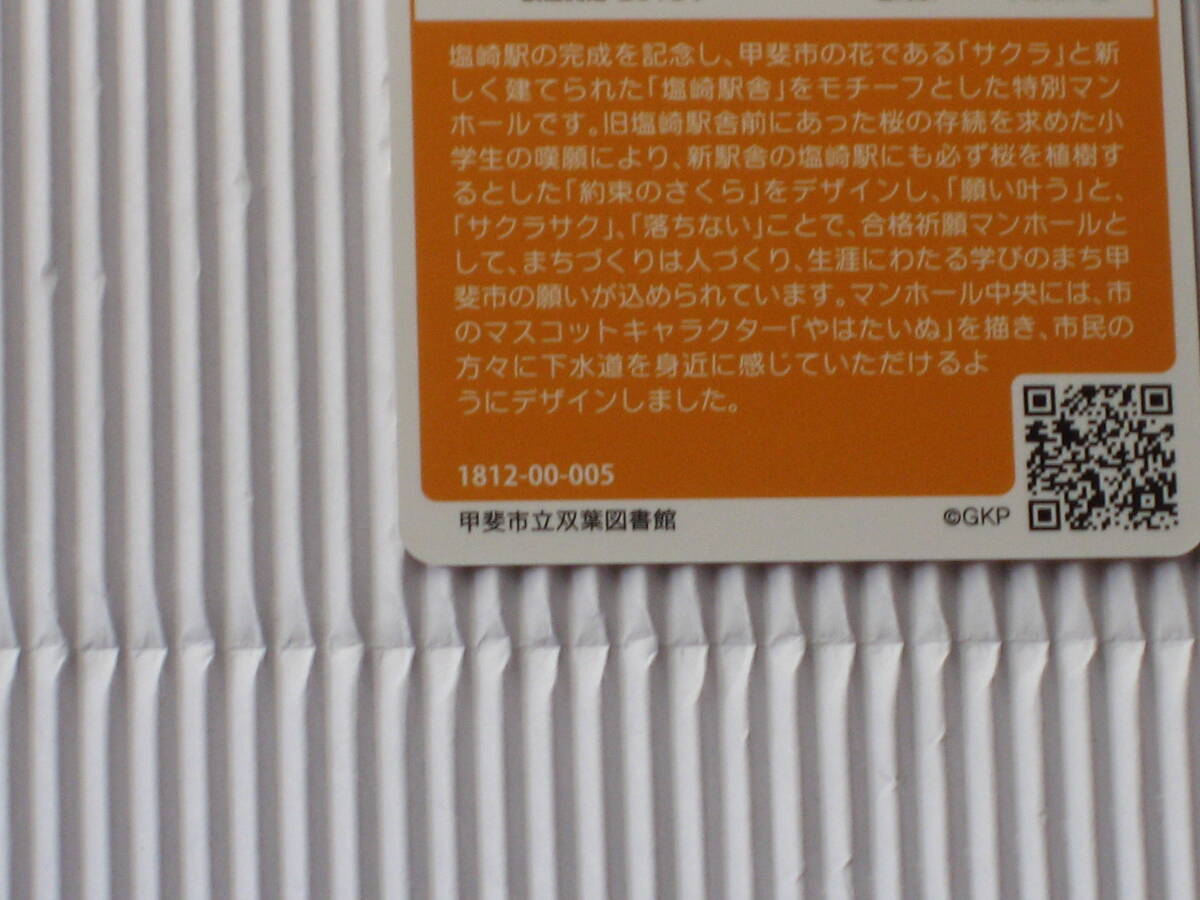 塩崎駅の完成を記念し、甲斐市の花である「サクラ」と新
しく建てられた「塩崎駅舎」をモチーフとした特別マン
ホールです。旧塩崎駅舎前にあった桜の存続を求めた小
学生の嘆願により、新駅舎の塩崎駅にも必ず桜を植樹す
るとした「約束のさくら」をデザインし、「願い叶う」と、
「サクラサク」、「落ちない」ことで、合格祈願マンホールと
して、まちづくりは人づくり、生涯にわたる学びのまち甲
斐市の願いが込められています。マンホール中央には、市
のマスコットキャラクター「やはたいぬ」を描き、市民の
方々に下水道を身近に感じていただけるよ
うにデザインしました。
1812-00-005
甲斐市立双葉図書館
©GKP